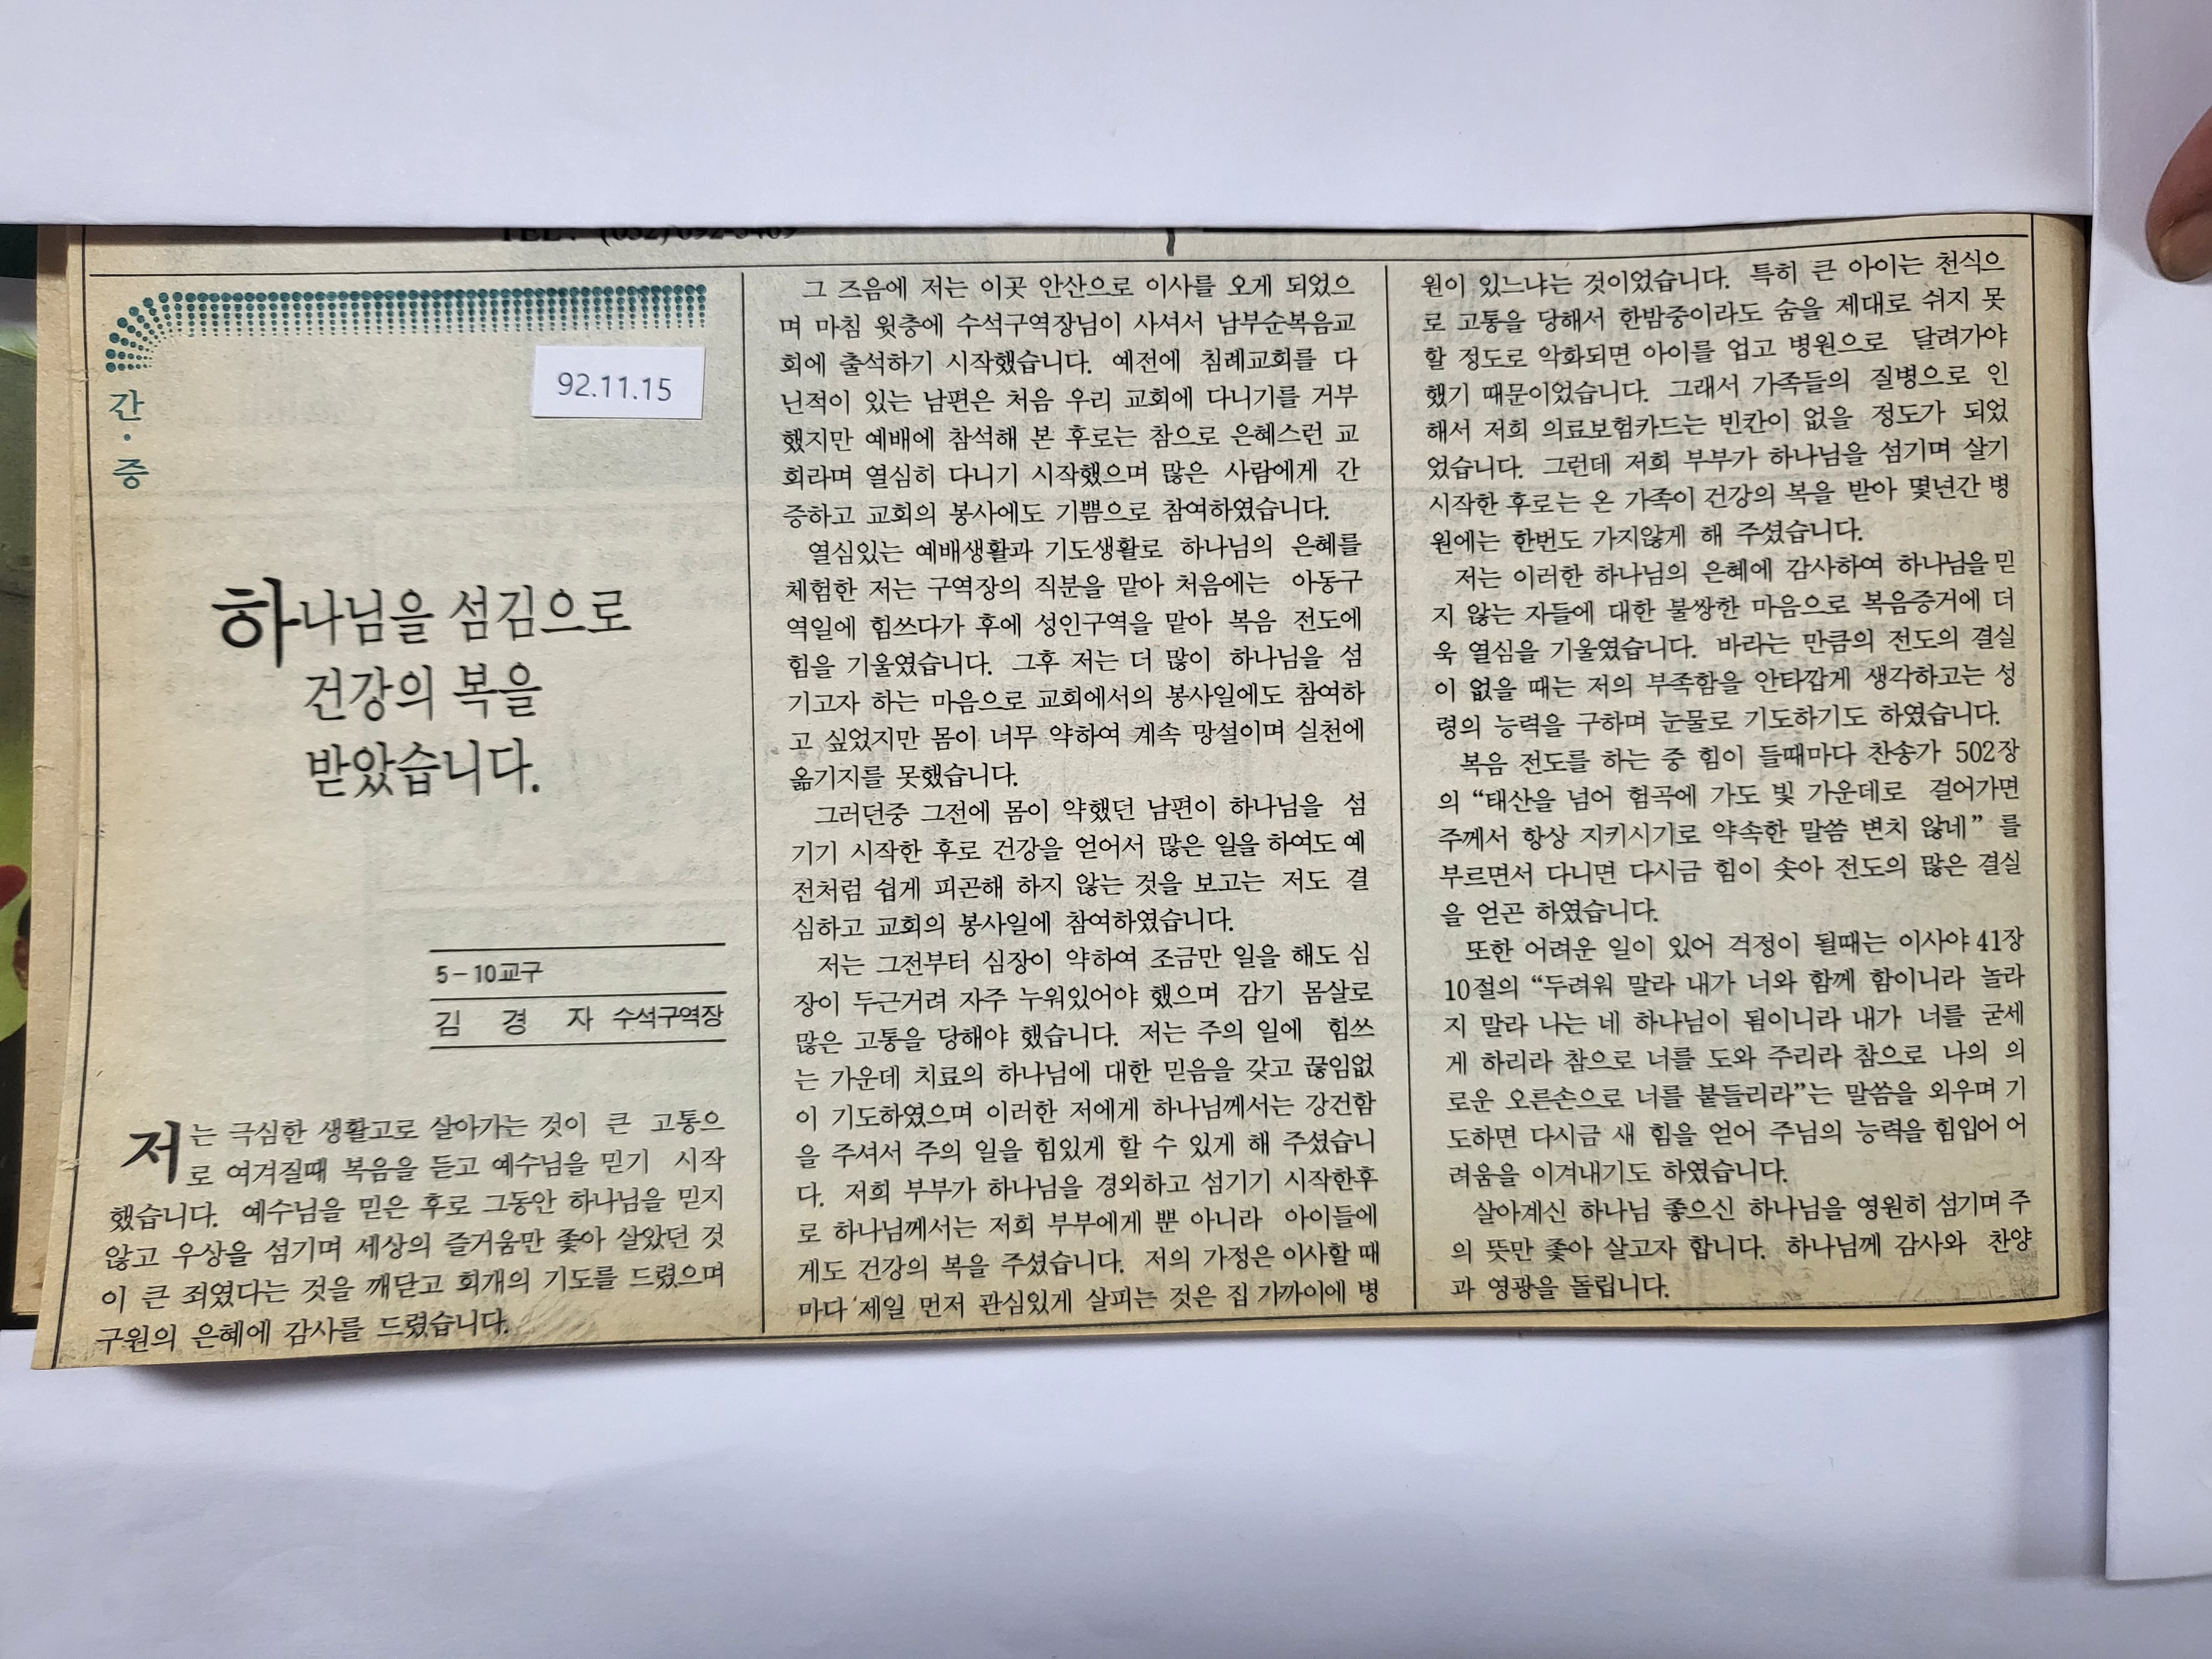 간·증
92.11.15
하나님을 섬김으로
건강의 복을
받았습니다.
5-10교구
김 경 자 수석구역장
저는 극심한 생활고로 살아가는 것이 큰 고통으
로 여겨질때 복음을 듣고 예수님을 믿기 시작
했습니다. 예수님을 믿은 후로 그동안 하나님을 믿지
않고 우상을 섬기며 세상의 즐거움만 좇아 살았던 것
이 큰 죄였다는 것을 깨닫고 회개의 기도를 드렸으며
구원의 은혜에 감사를 드렸습니다.
그 즈음에 저는 이곳 안산으로 이사를 오게 되었으
며 마침 윗층에 수석구역장님이 사셔서 남부순복음교
회에 출석하기 시작했습니다. 예전에 침례교회를 다
닌적이 있는 남편은 처음 우리 교회에 다니기를 거부
했지만 예배에 참석해 본 후로는 참으로 은혜스런 교
회라며 열심히 다니기 시작했으며 많은 사람에게 간
증하고 교회의 봉사에도 기쁨으로 참여하였습니다.
열심있는 예배생활과 기도생활로 하나님의 은혜를
체험한 저는 구역장의 직분을 맡아 처음에는 아동구
역일에 힘쓰다가 후에 성인구역을 맡아 복음 전도에
힘을 기울였습니다. 그후 저는 더 많이 하나님을 섬
기고자 하는 마음으로 교회에서의 봉사일에도 참여하
고 싶었지만 몸이 너무 약하여 계속 망설이며 실천에
옮기지를 못했습니다.
그러던중 그전에 몸이 약했던 남편이 하나님을 섬
기기 시작한 후로 건강을 얻어서 많은 일을 하여도 예
전처럼 쉽게 피곤해 하지 않는 것을 보고는 저도 결
심하고 교회의 봉사일에 참여하였습니다.
저는 그전부터 심장이 약하여 조금만 일을 해도 심
장이 두근거려 자주 누워있어야 했으며 감기 몸살로
많은 고통을 당해야 했습니다. 저는 주의 일에 힘쓰
는 가운데 치료의 하나님에 대한 믿음을 갖고 끊임없
이 기도하였으며 이러한 저에게 하나님께서는 강건함
을 주셔서 주의 일을 힘있게 할 수 있게 해 주셨습니
다. 저희 부부가 하나님을 경외하고 섬기기 시작한후
로 하나님께서는 저희 부부에게 뿐 아니라 아이들에
게도 건강의 복을 주셨습니다. 저의 가정은 이사할 때
마다 제일 먼저 관심있게 살피는 것은 집 가까이에 병
원이 있느냐는 것이었습니다. 특히 큰 아이는 천식으
로 고통을 당해서 한밤중이라도 숨을 제대로 쉬지 못
할 정도로 악화되면 아이를 업고 병원으로 달려가야
했기 때문이었습니다. 그래서 가족들의 질병으로 인
해서 저희 의료보험카드는 빈칸이 없을 정도가 되었
었습니다. 그런데 저희 부부가 하나님을 섬기며 살기
시작한 후로는 온 가족이 건강의 복을 받아 몇년간 병
원에는 한번도 가지않게 해 주셨습니다.
저는 이러한 하나님의 은혜에 감사하여 하나님을 믿
지 않는 자들에 대한 불쌍한 마음으로 복음증거에 더
욱 열심을 기울였습니다. 바라는 만큼의 전도의 결실
이 없을 때는 저의 부족함을 안타깝게 생각하고는 성
령의 능력을 구하며 눈물로 기도하기도 하였습니다.
복음 전도를 하는 중 힘이 들때마다 찬송가 502장
의 “태산을 넘어 험곡에 가도 빛 가운데로 걸어가면
주께서 항상 지키시기로 약속한 말씀 변치 않네” 를
부르면서 다니면 다시금 힘이 솟아 전도의 많은 결실
을 얻곤 하였습니다.
또한 어려운 일이 있어 걱정이 될때는 이사야 41장
10절의 “두려워 말라 내가 너와 함께 함이니라 놀라
지 말라 나는 네 하나님이 됨이니라 내가 너를 굳세
게 하리라 참으로 너를 도와 주리라 참으로 나의 의
로운 오른손으로 너를 붙들리라”는 말씀을 외우며 기
도하면 다시금 새 힘을 얻어 주님의 능력을 힘입어 어
려움을 이겨내기도 하였습니다.
살아계신 하나님 좋으신 하나님을 영원히 섬기며 주
의 뜻만 좇아 살고자 합니다. 하나님께 감사와 찬양
과 영광을 돌립니다.